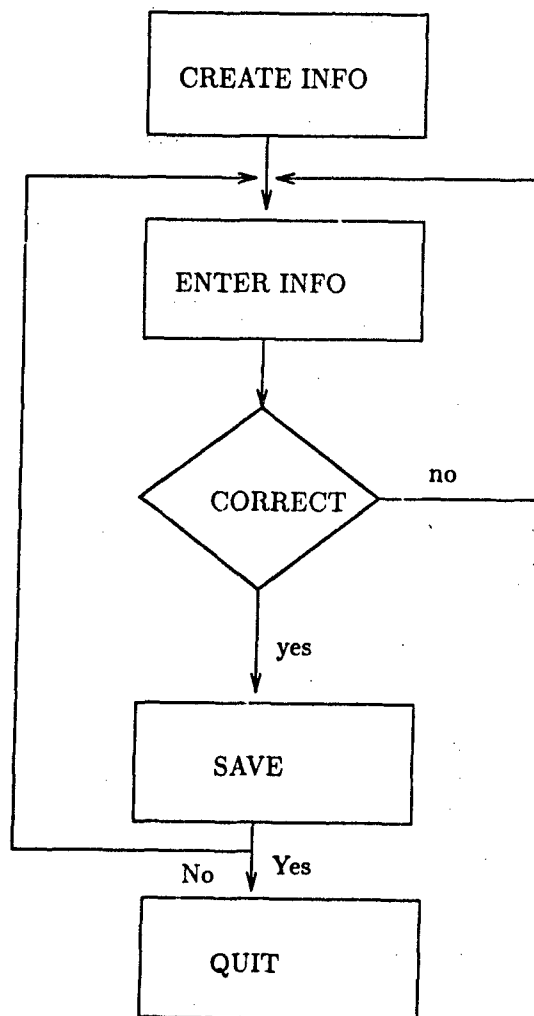 CREATE INFO
ENTER INFO
CORRECT
no
yes
SAVE
No
Yes
QUIT